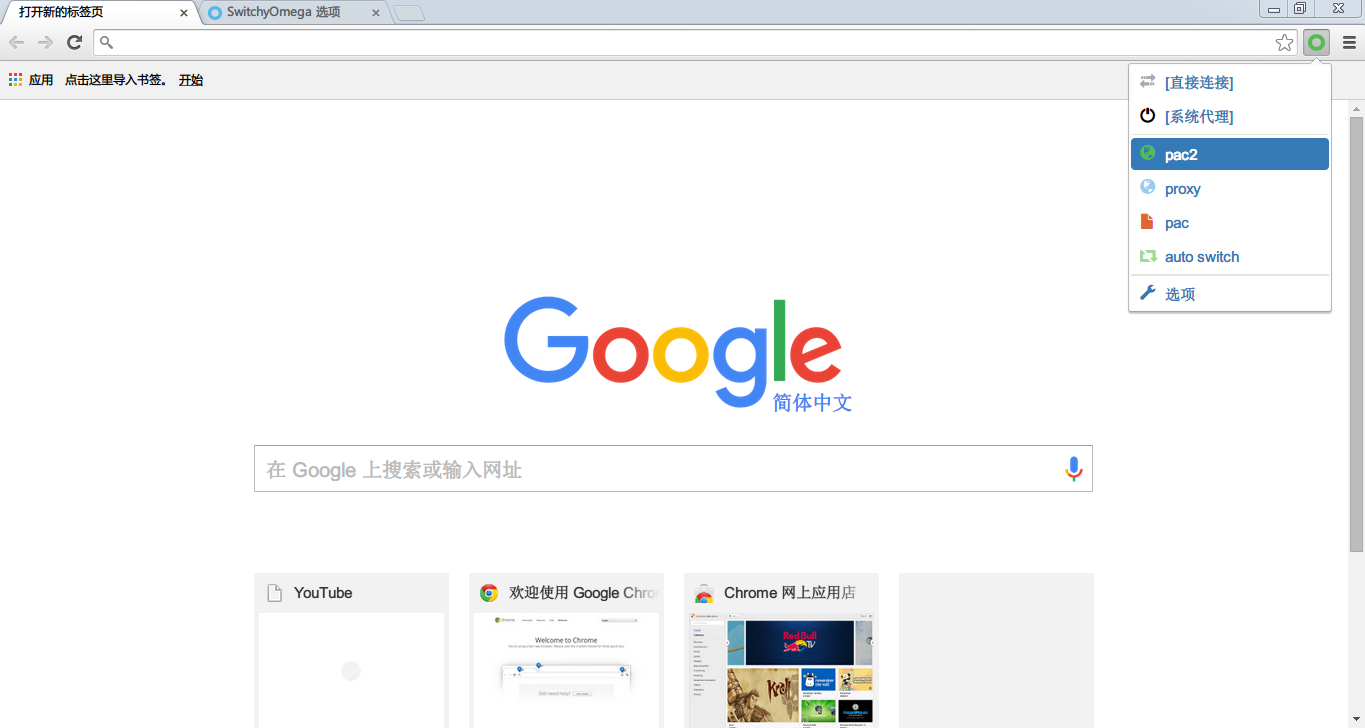 打开新的标签页
SwitchyOmega 选项
应用 点击这里导入书签。 开始
[直接连接]
[系统代理]
pac2
proxy
pac
auto switch
选项
Google
简体中文
在 Google 上搜索或输入网址
YouTube
欢迎使用 Google Chro
Chrome 网上应用店
chrome
Welcome to Chrome
Still need help?
Red Bull
TV
Krali